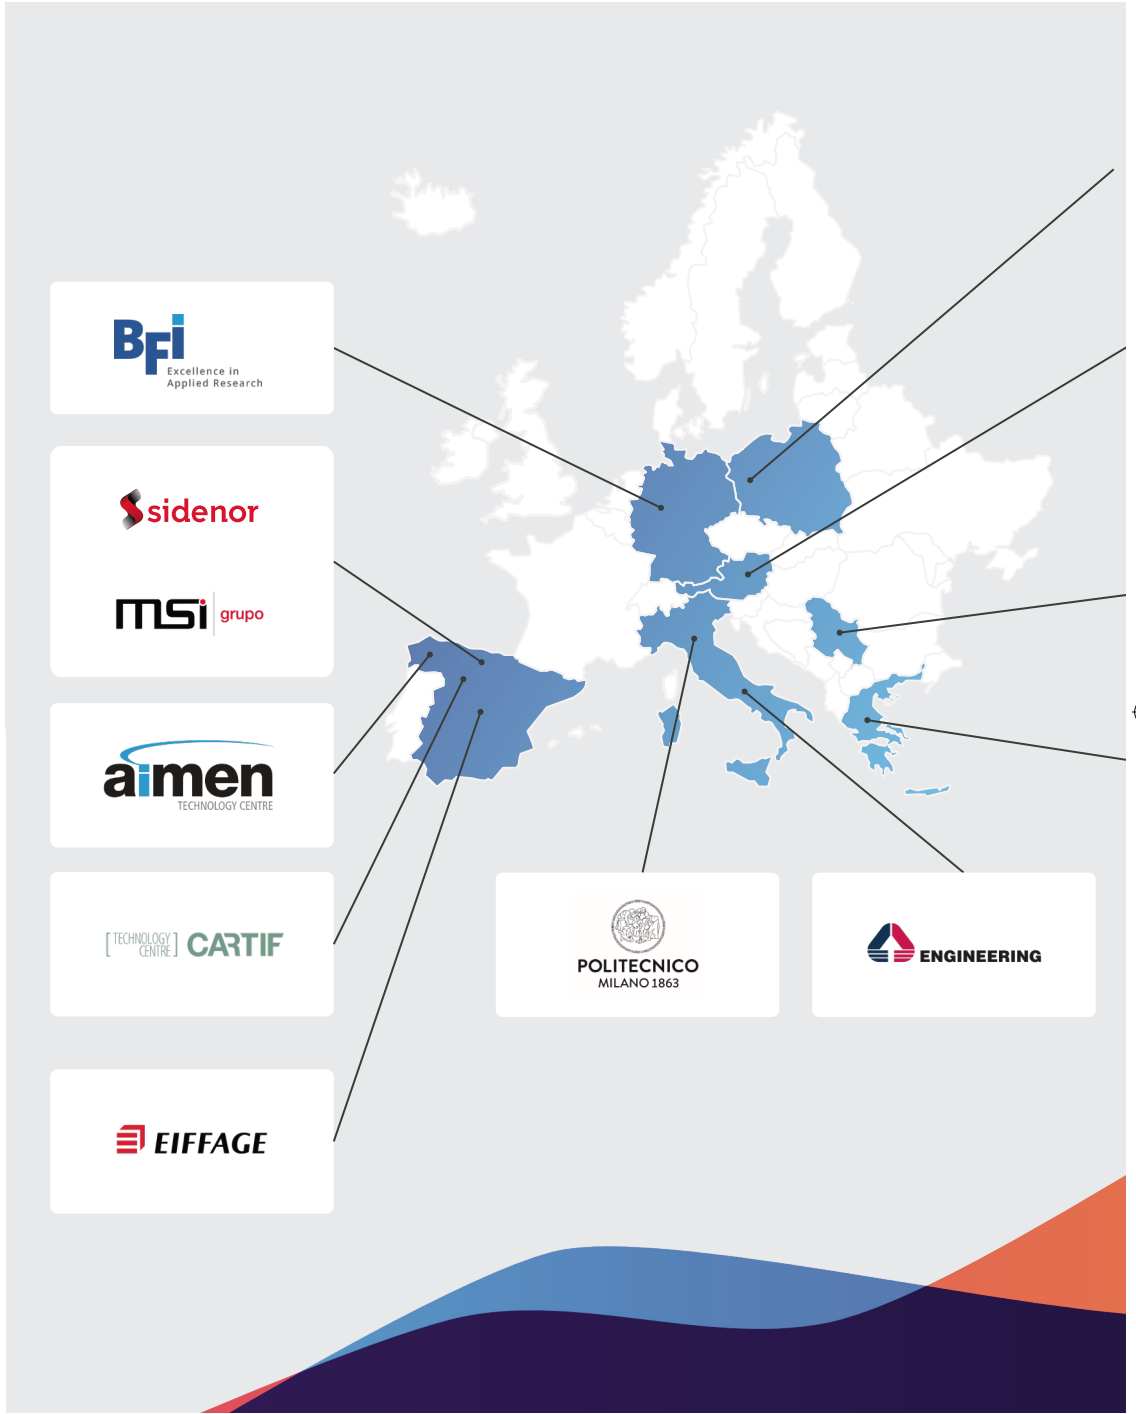 BFi
Excellence in
Applied Research
sidenor
msi grupo
aimen
TECHNOLOGY CENTRE
[TECHNOLOGY CENTRE] CARTIF
EIFFAGE
POLITECNICO
MILANO 1863
ENGINEERING